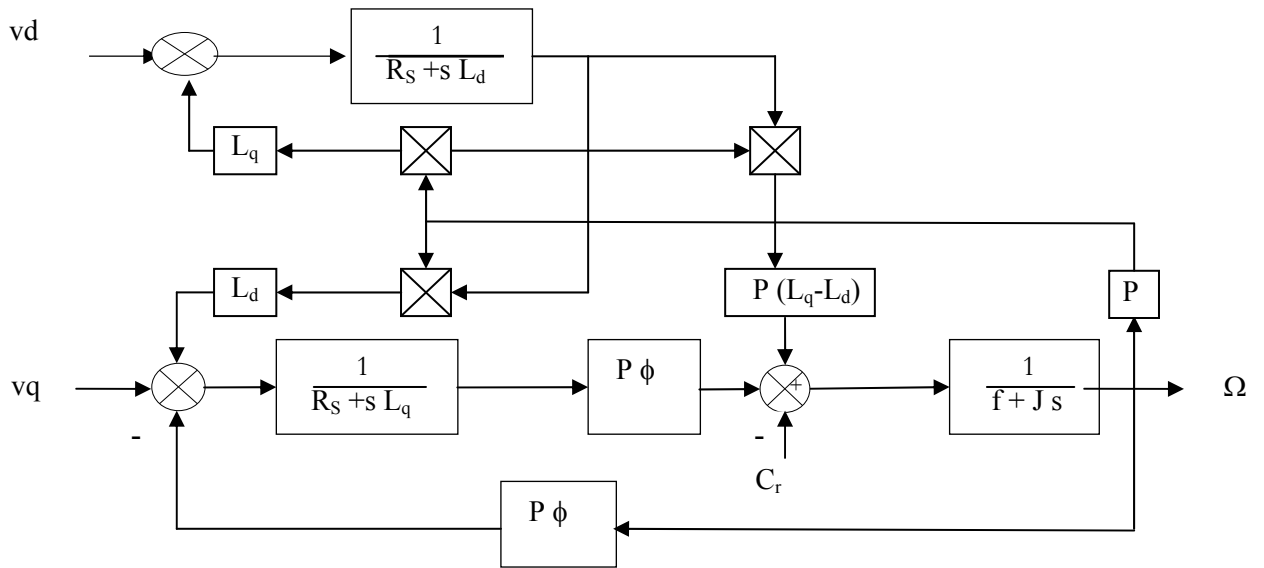 vd
1
R_S +s L_d
L_q
L_d
P (L_q-L_d)
P
vq
1
R_S +s L_q
P ϕ
+
1
f + J s
Ω
-
-
C_r
P ϕ